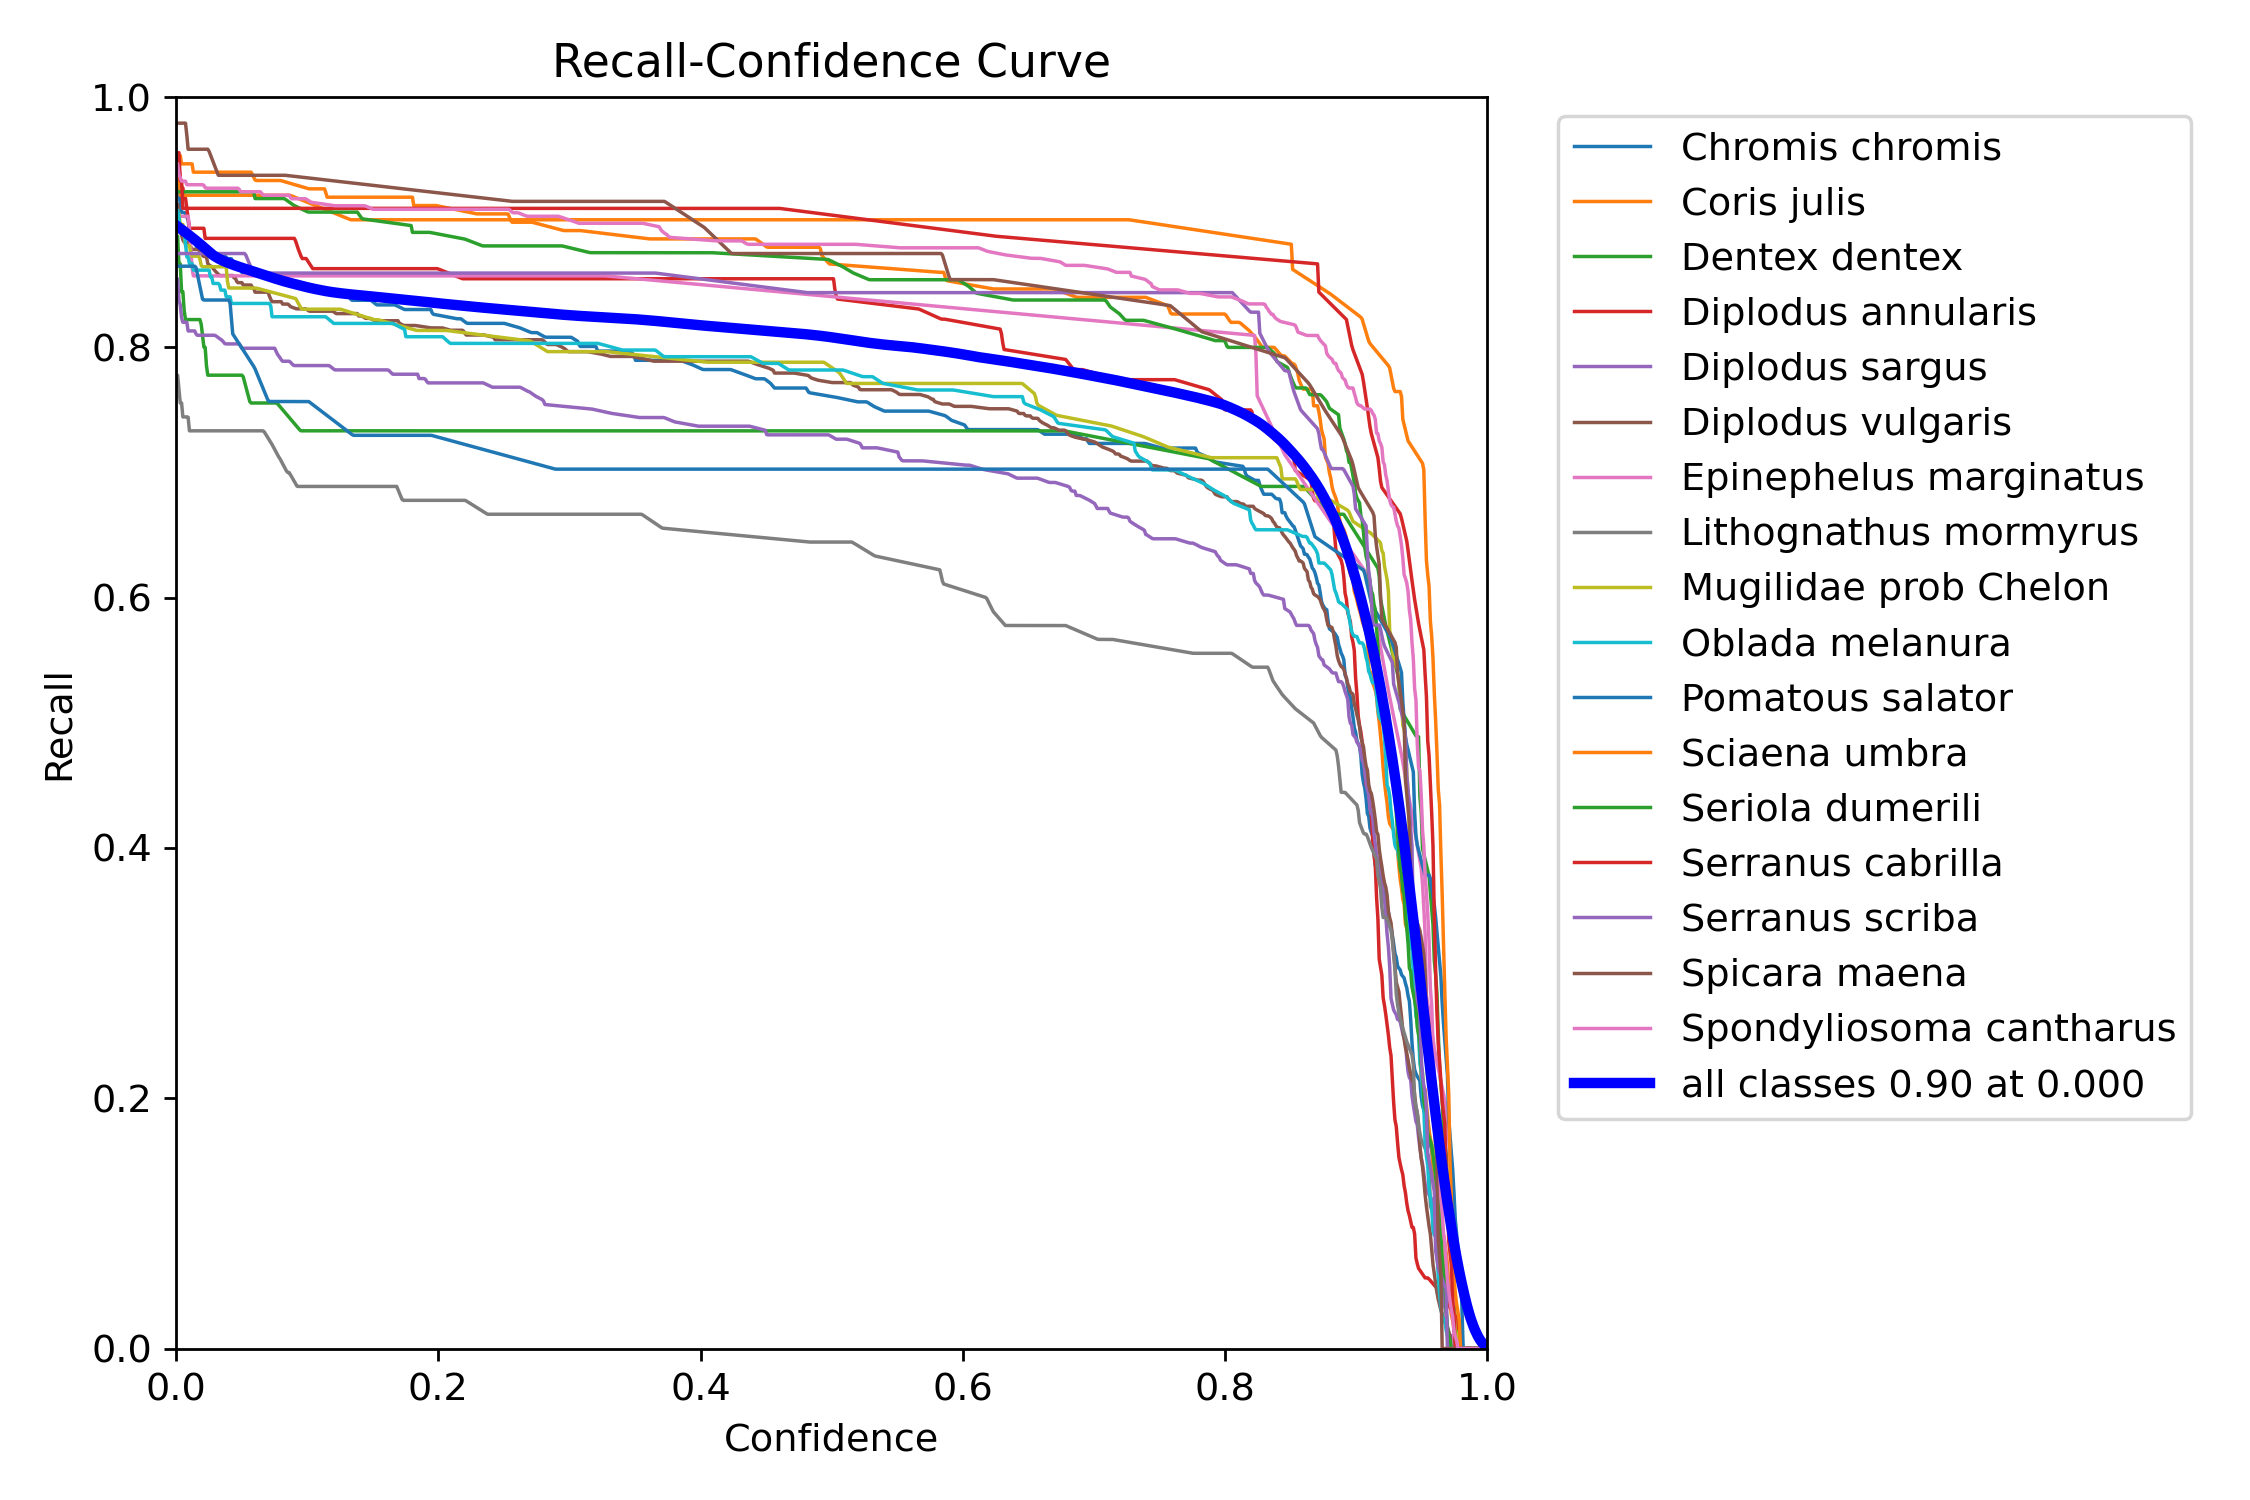 Recall-Confidence Curve
1.0
0.8
0.6
0.4
0.2
0.0
Recall
0.0 0.2 0.4 0.6 0.8 1.0
Confidence
Chromis chromis
Coris julis
Dentex dentex
Diplodus annularis
Diplodus sargus
Diplodus vulgaris
Epinephelus marginatus
Lithognathus mormyrus
Mugilidae prob Chelon
Oblada melanura
Pomatous salator
Sciaena umbra
Seriola dumerili
Serranus cabrilla
Serranus scriba
Spicara maena
Spondyliosoma cantharus
all classes 0.90 at 0.000